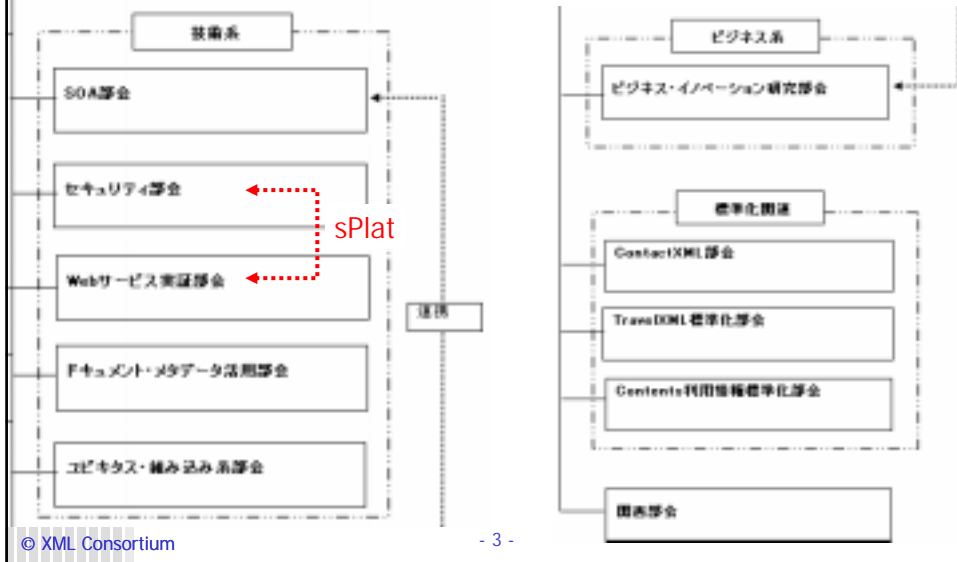 技術系
SOA部会
セキュリティ部会
sPlat
Webサービス実証部会
連携
ドキュメント・メタデータ活用部会
ユビキタス・組み込み系部会
ビジネス系
ビジネス・イノベーション研究部会
標準化関連
ContactXML部会
TravelXML標準化部会
Contents利用情報標準化部会
関西部会
© XML Consortium
- 3 -